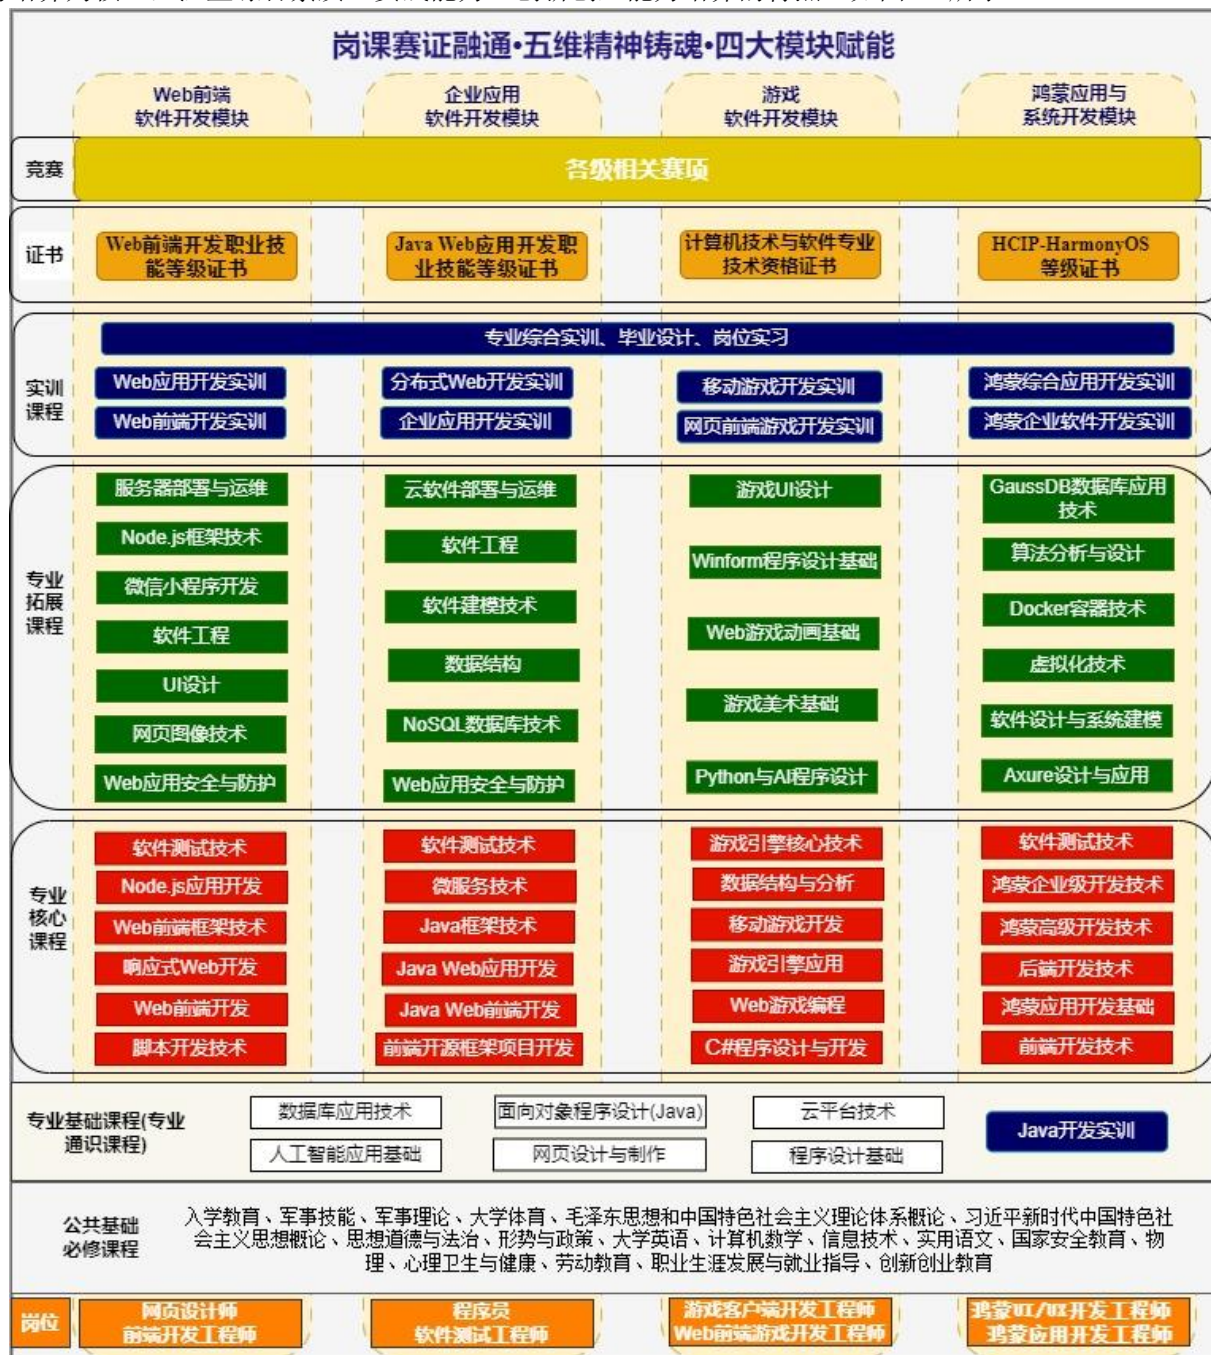 岗课赛证融通•五维精神铸魂•四大模块赋能
Web前端
软件开发模块
企业应用
软件开发模块
游戏
软件开发模块
鸿蒙应用与
系统开发模块
竞赛
各级相关赛项
证书
Web前端开发职业技
能等级证书
Java Web应用开发职
业技能等级证书
计算机技术与软件专业
技术资格证书
HCIP-HarmonyOS
等级证书
实训
课程
专业综合实训、毕业设计、岗位实习
Web应用开发实训
分布式Web开发实训
移动游戏开发实训
鸿蒙综合应用开发实训
Web前端开发实训
企业应用开发实训
网页前端游戏开发实训
鸿蒙企业软件开发实训
专业
拓展
课程
服务器部署与运维
Node.js框架技术
微信小程序开发
软件工程
UI设计
网页图像技术
Web应用安全与防护
云软件部署与运维
软件工程
软件建模技术
数据结构
NoSQL数据库技术
Web应用安全与防护
游戏UI设计
Winform程序设计基础
Web游戏动画基础
游戏美术基础
Python与AI程序设计
GaussDB数据库应用
技术
算法分析与设计
Docker容器技术
虚拟化技术
软件设计与系统建模
Axure设计与应用
专业
核心
课程
软件测试技术
Node.js应用开发
Web前端框架技术
响应式Web开发
Web前端开发
脚本开发技术
软件测试技术
微服务技术
Java框架技术
Java Web应用开发
Java Web前端开发
前端开源框架项目开发
游戏引擎核心技术
数据结构与分析
移动游戏开发
游戏引擎应用
Web游戏编程
C#程序设计与开发
软件测试技术
鸿蒙企业级开发技术
鸿蒙高级开发技术
后端开发技术
鸿蒙应用开发基础
前端开发技术
专业基础课程(专业
通识课程)
数据库应用技术
面向对象程序设计(Java)
云平台技术
人工智能应用基础
网页设计与制作
程序设计基础
Java开发实训
公共基础
必修课程
入学教育、军事技能、军事理论、大学体育、毛泽东思想和中国特色社会主义理论体系概论、习近平新时代中国特色社
会主义思想概论、思想道德与法治、形势与政策、大学英语、计算机数学、信息技术、实用语文、国家安全教育、物
理、心理卫生与健康、劳动教育、职业生涯发展与就业指导、创新创业教育
岗位
网页设计师
前端开发工程师
程序员
软件测试工程师
游戏客户端开发工程师
Web前端游戏开发工程师
鸿蒙UI/UX开发工程师
鸿蒙应用开发工程师